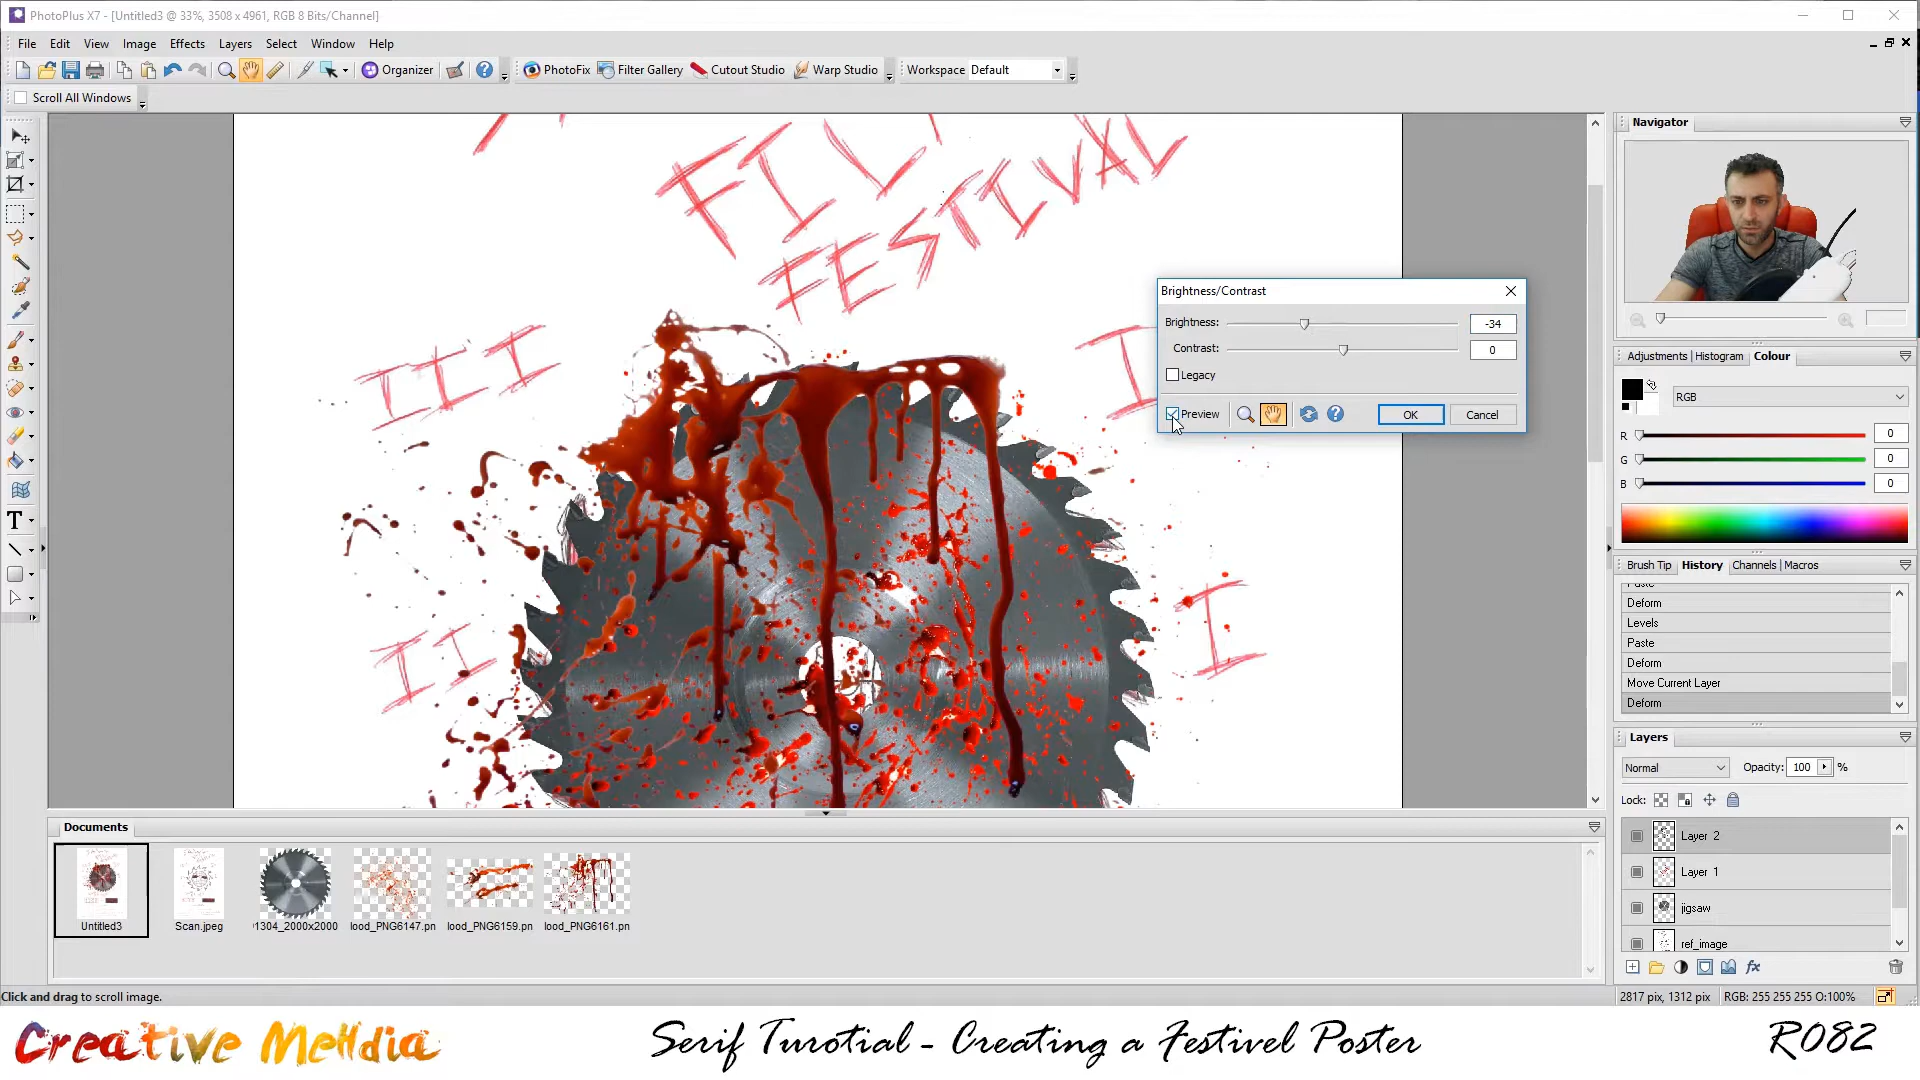 PhotoPlus X7 - [Untitled3 @ 33%, 3508 x 4961, RGB 8 Bits/Channel]
File Edit View Image Effects Layers Select Window Help
Organizer PhotoFix Filter Gallery Cutout Studio Warp Studio Workspace Default
Scroll All Windows
Navigator
FESTIVAL
FESTIVAL
III
II
I
Brightness/Contrast
Brightness: -34
Contrast: 0
Legacy
Preview OK Cancel
Adjustments Histogram Colour
RGB
R 0
G 0
B 0
Brush Tip History Channels Macros
Paste
Deform
Levels
Paste
Deform
Move Current Layer
Deform
Layers
Normal Opacity: 100 %
Lock:
Layer 2
Layer 1
jigsaw
ref_image
Documents
Untitled3 Scan.jpeg 1304_2000x2000 lood_PNG6147.pn lood_PNG6159.pn lood_PNG6161.pn
Click and drag to scroll image. 2817 pix, 1312 pix RGB: 255 255 255 O:100%
Creative MeHdia Serif Turotial - Creating a Festivel Poster R082